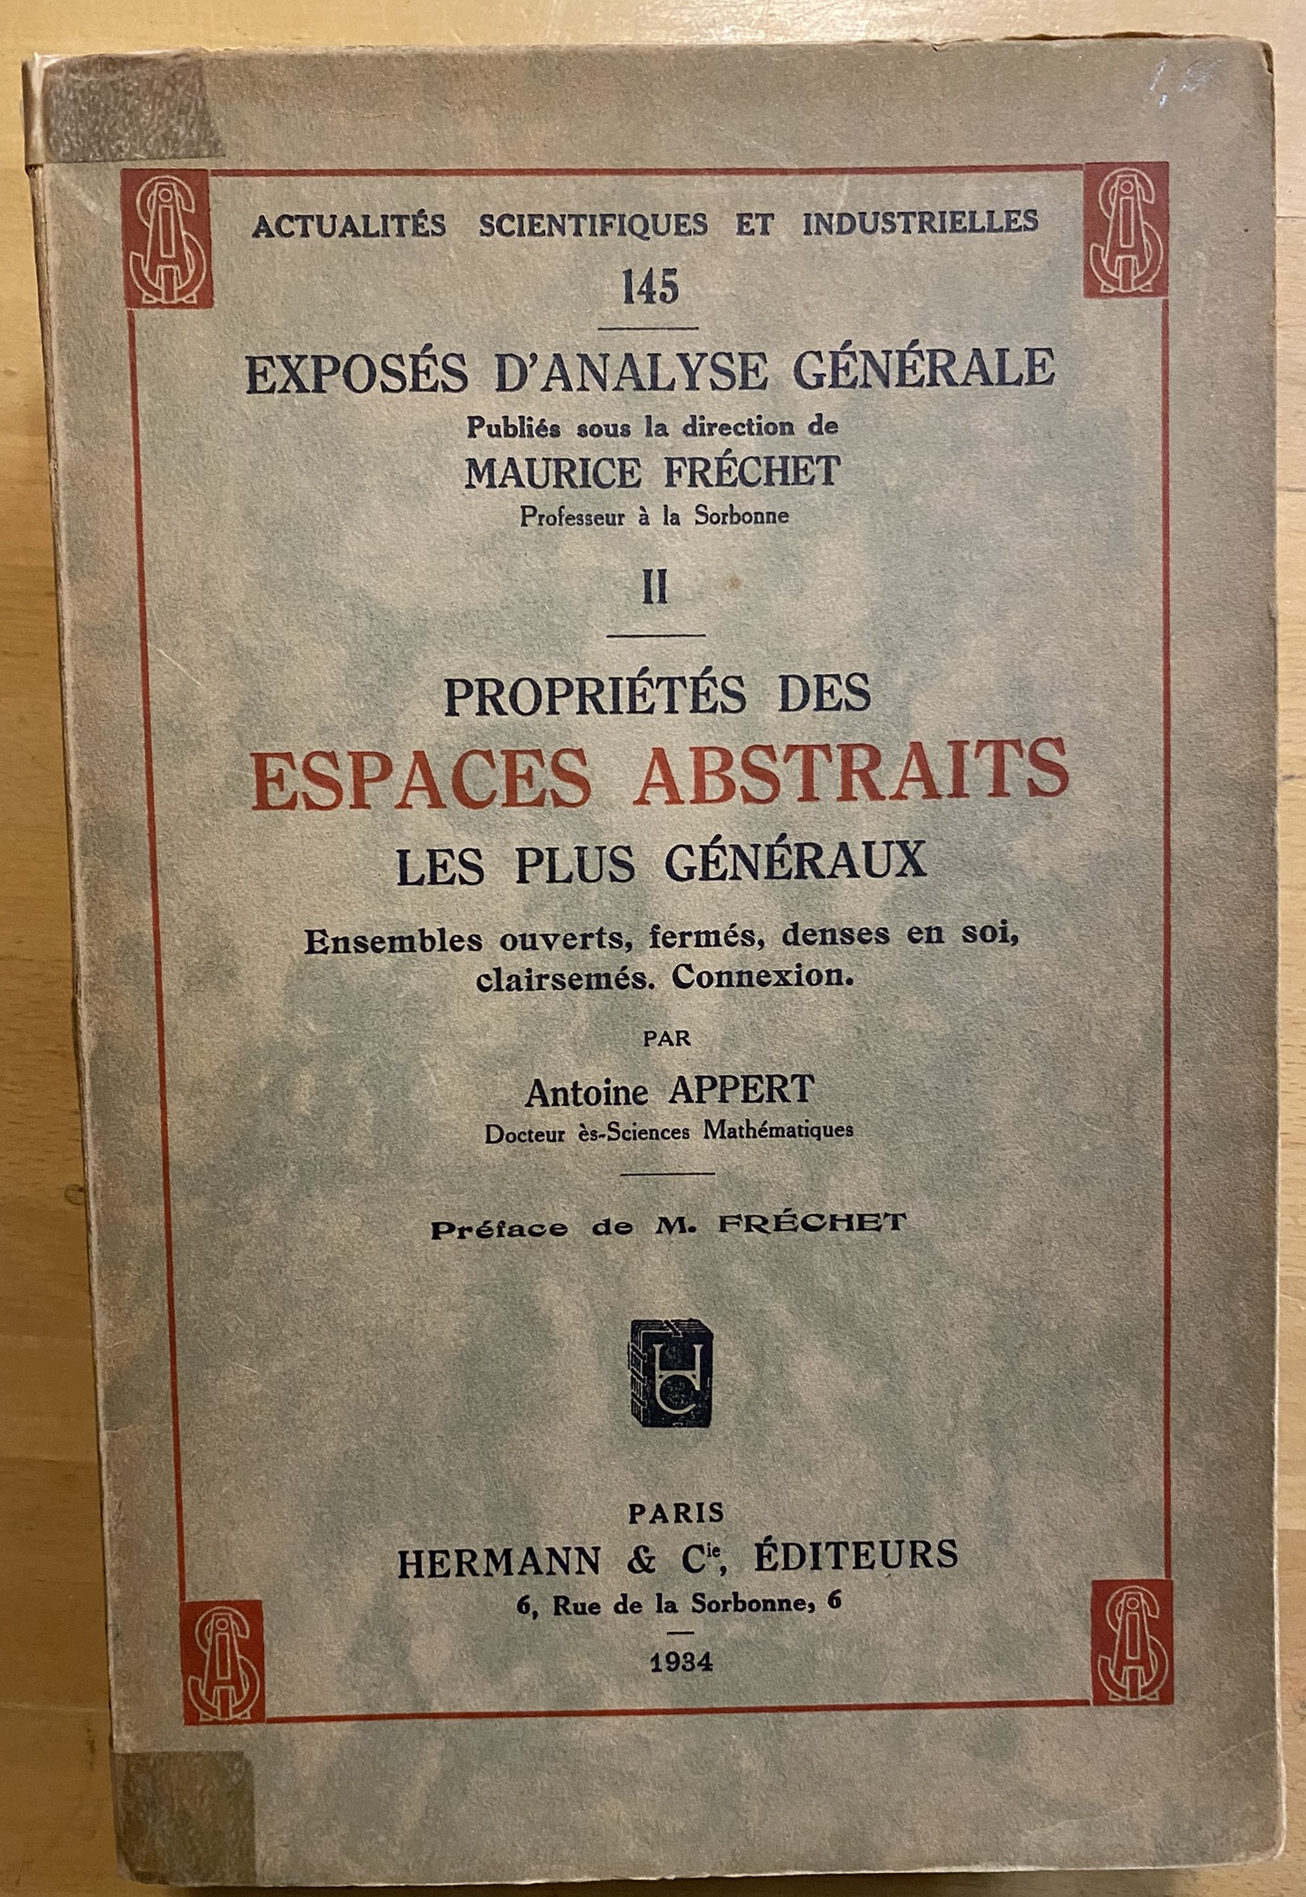 ACTUALITÉS SCIENTIFIQUES ET INDUSTRIELLES
145
EXPOSÉS D'ANALYSE GÉNÉRALE
Publiés sous la direction de
MAURICE FRÉCHET
Professeur à la Sorbonne
II
PROPRIÉTÉS DES
ESPACES ABSTRAITS
LES PLUS GÉNÉRAUX
Ensembles ouverts, fermés, denses en soi,
clairsemés. Connexion.
PAR
Antoine APPERT
Docteur ès-Sciences Mathématiques
Préface de M. FRÉCHET
PARIS
HERMANN & Cie, ÉDITEURS
6, Rue de la Sorbonne, 6
1934